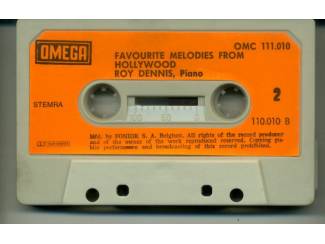 OMEGA
OMC 111.010
FAVOURITE MELODIES FROM
HOLLYWOOD
ROY DENNIS, Piano
STEMRA
2
110.010 B
Mfd. by FONIOR S. A. Belgium. All rights of the record producer
and of the owner of the work reproduced reserved. Copying pu-
blic performance and broadcasting of this record prohibited.